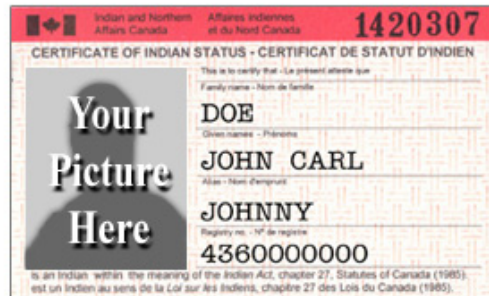 Indian and Northern Affairs Canada
Affaires indiennes et du Nord Canada
1420307
CERTIFICATE OF INDIAN STATUS - CERTIFICAT DE STATUT D'INDIEN
This is to certify that - Le présent atteste que
Family name - Nom de famille
DOE
Given names - Prénoms
JOHN CARL
Alias - Nom d'emprunt
JOHNNY
Registry no. - Nº de registre
4360000000
Your
Picture
Here
is an Indian within the meaning of the Indian Act, chapter 27, Statutes of Canada (1985).
est un Indien au sens de la Loi sur les Indiens, chapitre 27 des Lois du Canada (1985).